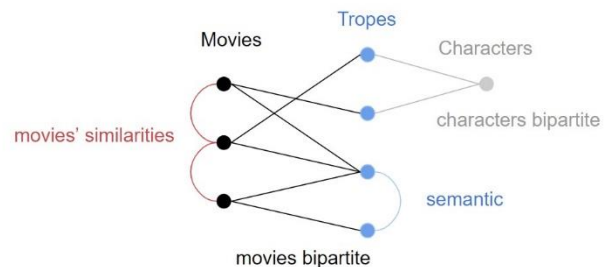 Tropes
Movies
Characters
movies' similarities
characters bipartite
semantic
movies bipartite